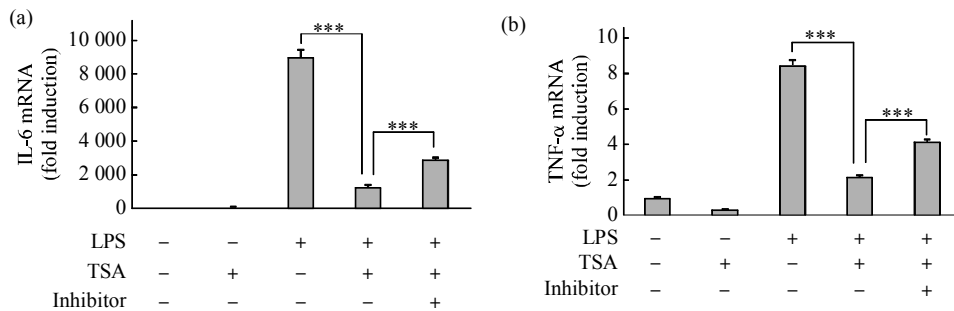 (a)
IL-6 mRNA
(fold induction)
10 000
8 000
6 000
4 000
2 000
0
***
***
LPS – – + + +
TSA – + – + +
Inhibitor – – – – +
(b)
TNF-α mRNA
(fold induction)
10
8
6
4
2
0
***
***
LPS – – + + +
TSA – + – + +
Inhibitor – – – – +